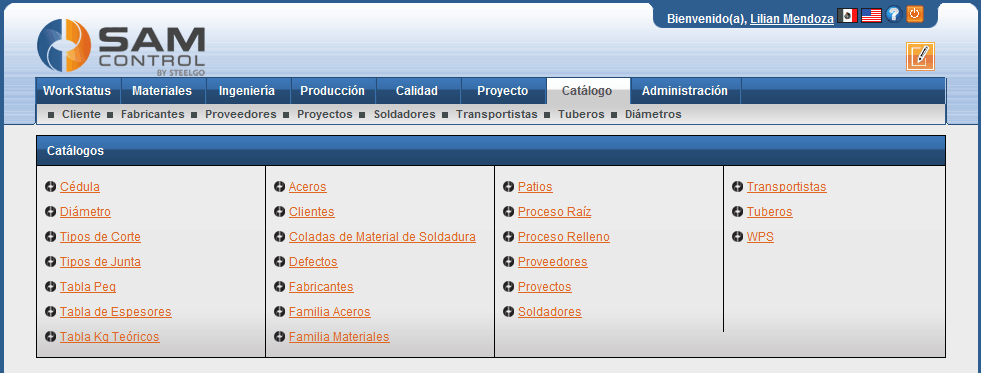 Bienvenido(a), Lilian Mendoza
SAM
CONTROL
BY STEELGO
WorkStatus Materiales Ingeniería Producción Calidad Proyecto Catálogo Administración
Cliente Fabricantes Proveedores Proyectos Soldadores Transportistas Tuberos Diámetros
Catálogos
Cédula
Diámetro
Tipos de Corte
Tipos de Junta
Tabla Peq
Tabla de Espesores
Tabla Kg Teóricos
Aceros
Clientes
Coladas de Material de Soldadura
Defectos
Fabricantes
Familia Aceros
Familia Materiales
Patios
Proceso Raíz
Proceso Relleno
Proveedores
Proyectos
Soldadores
Transportistas
Tuberos
WPS